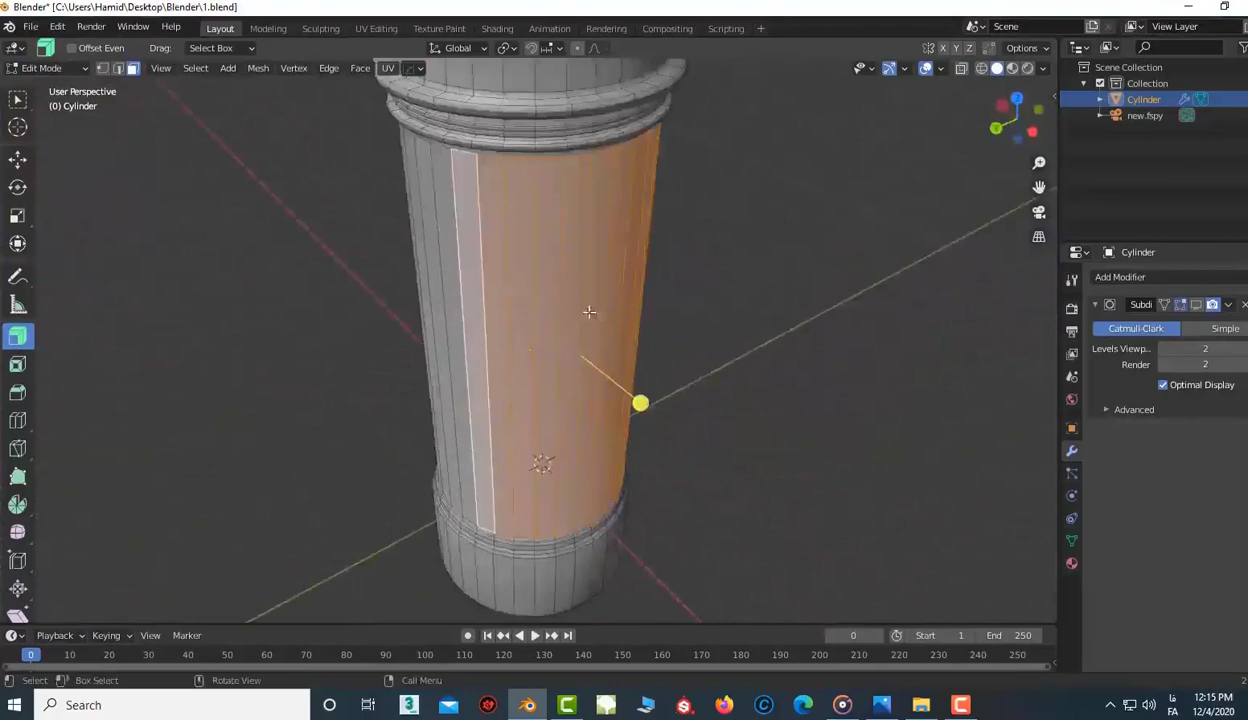 Blender* [C:\Users\Hamid\Desktop\Blender\1.blend]
File Edit Render Window Help Layout Modeling Sculpting UV Editing Texture Paint Shading Animation Rendering Compositing Scripting + Scene View Layer
Offset Even Drag: Select Box Global X Y Z Options
Edit Mode View Select Add Mesh Vertex Edge Face UV
User Perspective
(0) Cylinder
Scene Collection
Collection
Cylinder
new.fspy
Z
Cylinder
Add Modifier
Subdi
Catmull-Clark Simple
Levels Viewp.. 2
Render 2
Optimal Display
Advanced
Playback Keying View Marker 0 Start 1 End 250
0 10 20 30 40 50 60 70 80 90 100 110 120 130 140 150 160 170 180 190 200 210 220 230 240 250
Select Box Select Rotate View Call Menu
Search
فا
FA
12:15 PM
12/4/2020